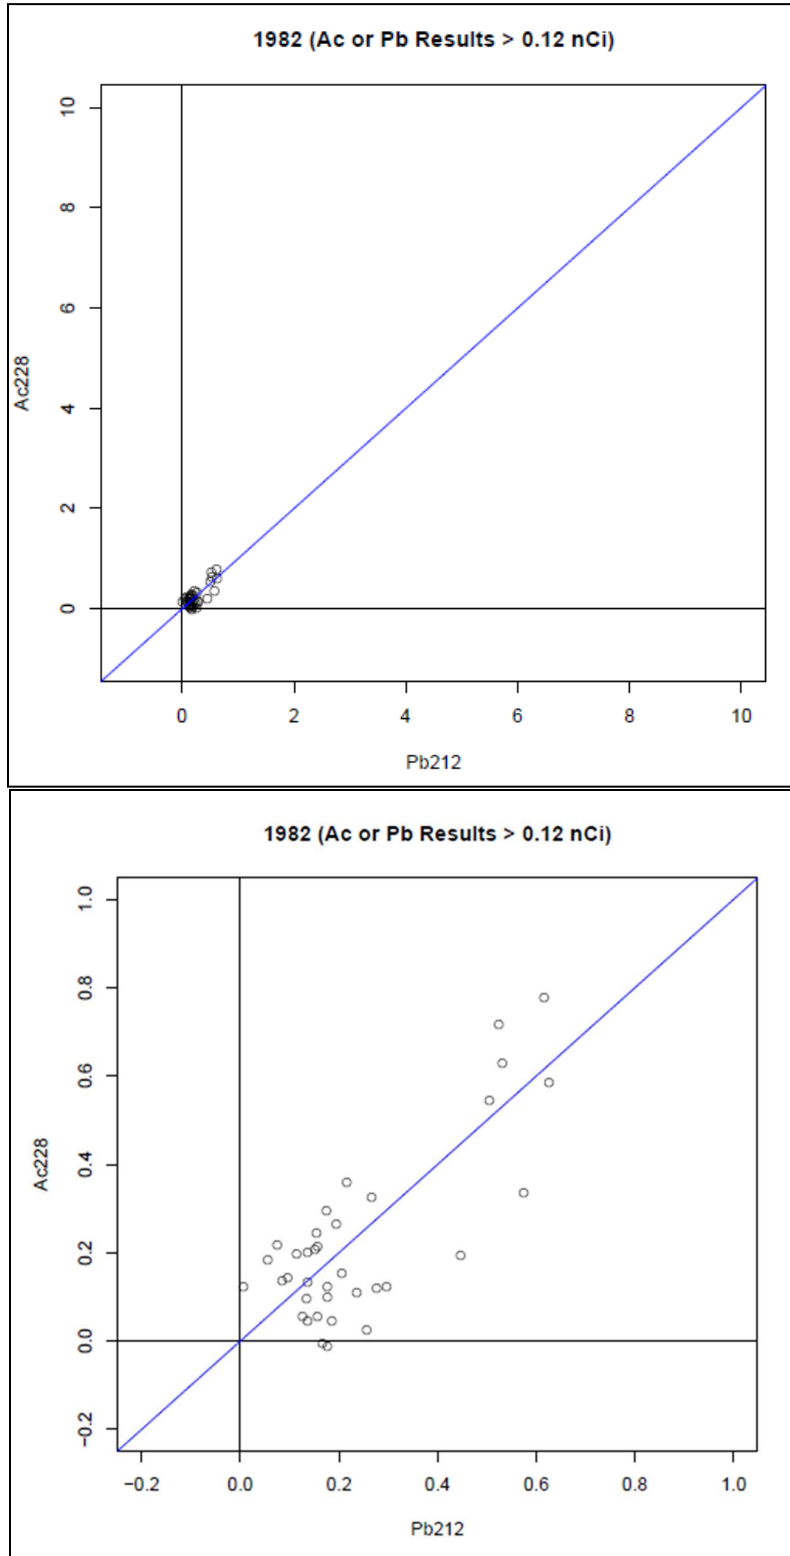 1982 (Ac or Pb Results > 0.12 nCi)
10
8
6
4
2
0
Ac228
0 2 4 6 8 10
Pb212
1982 (Ac or Pb Results > 0.12 nCi)
1.0
0.8
0.6
0.4
0.2
0.0
−0.2
Ac228
−0.2 0.0 0.2 0.4 0.6 0.8 1.0
Pb212